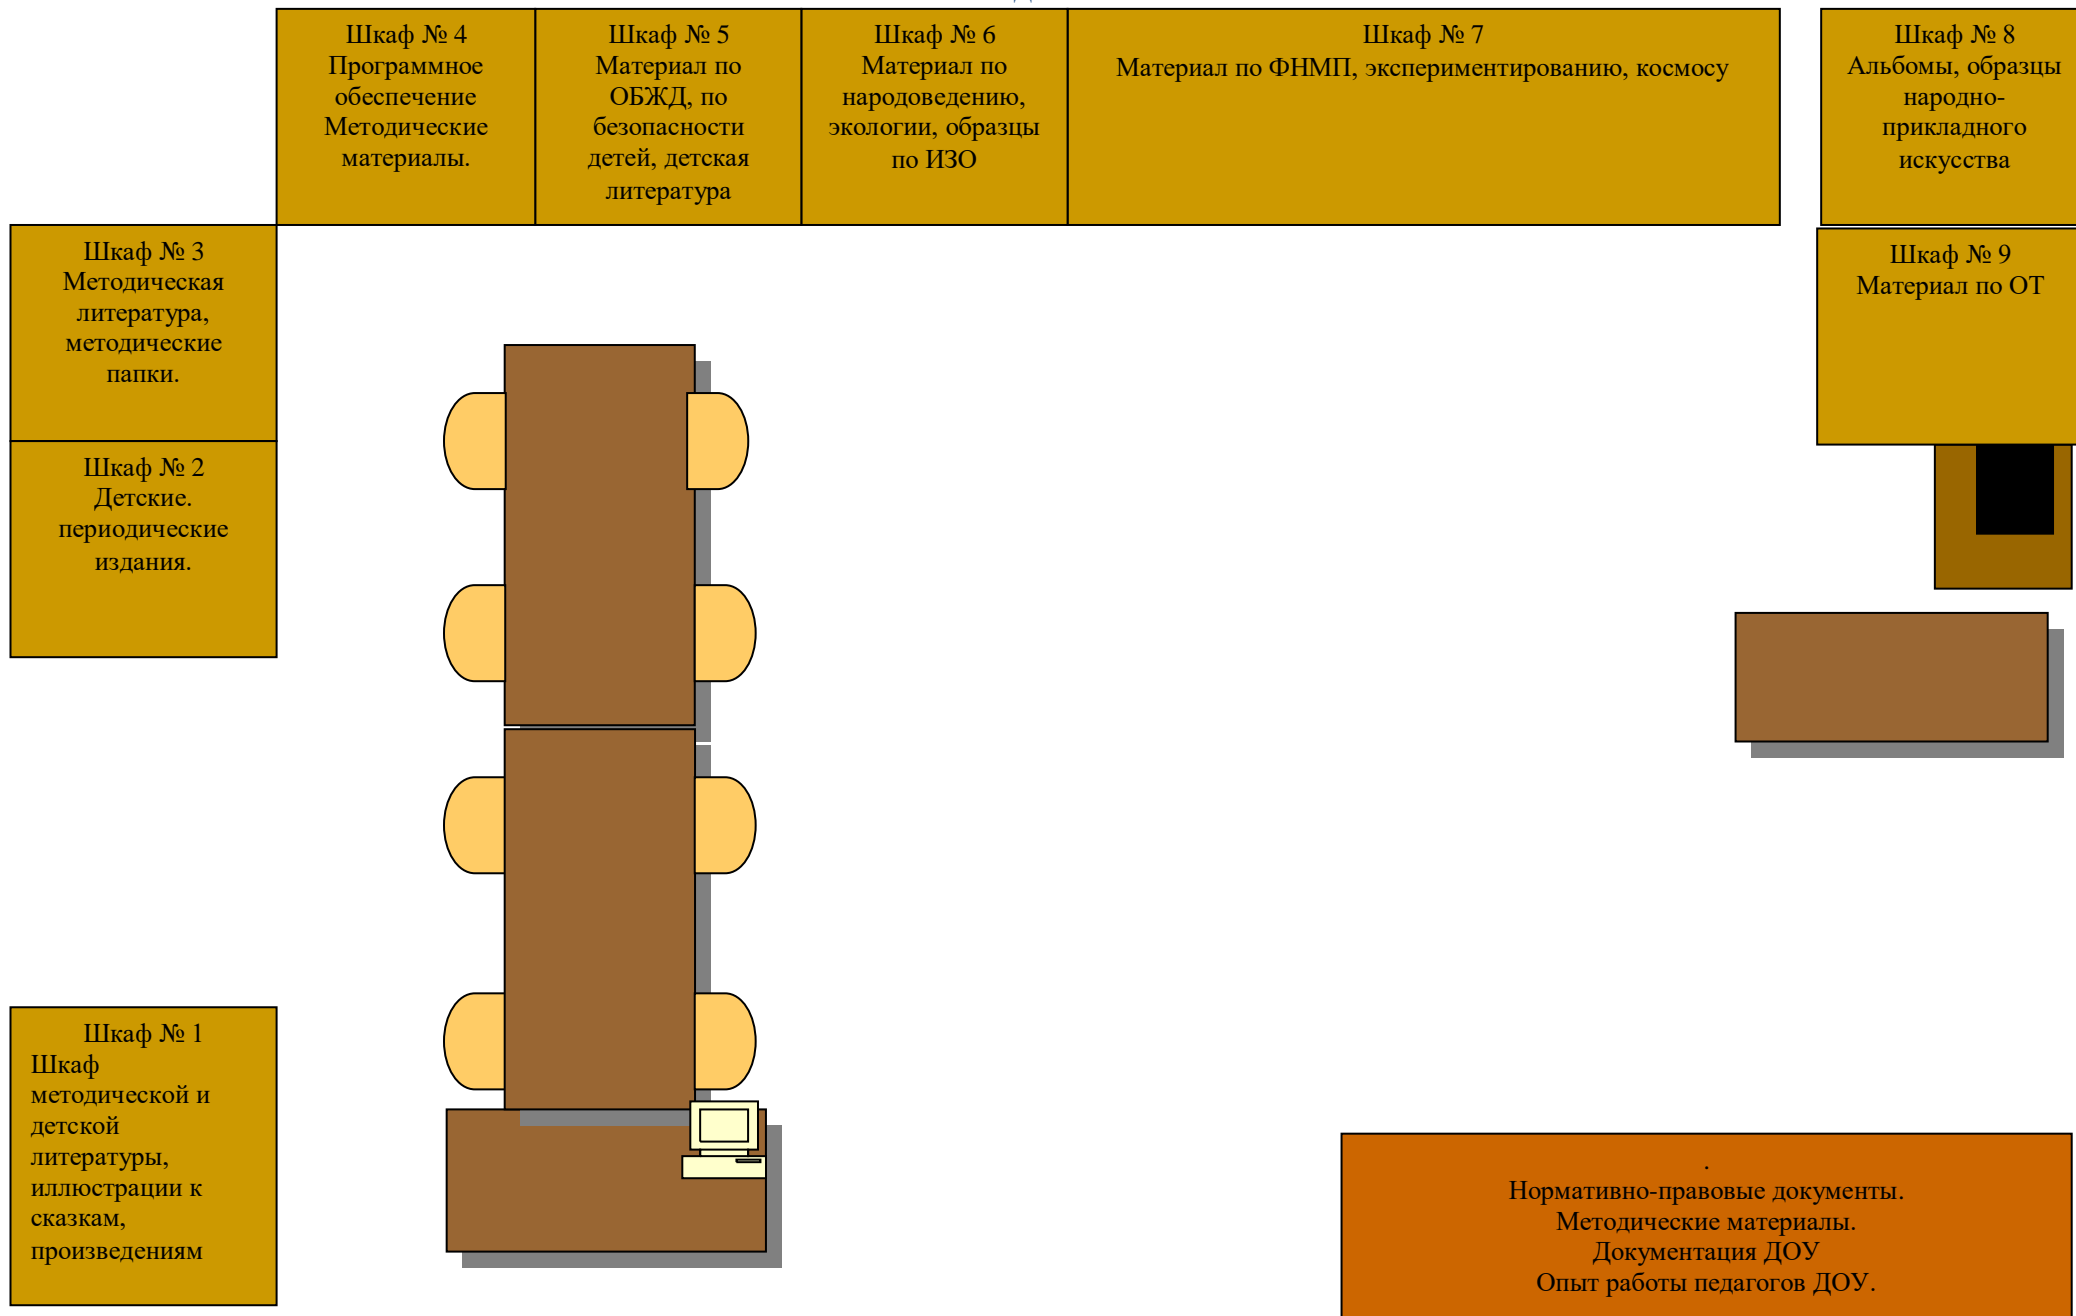 Шкаф № 4
Программное
обеспечение
Методические
материалы.
Шкаф № 5
Материал по
ОБЖД, по
безопасности
детей, детская
литература
Шкаф № 6
Материал по
народоведению,
экологии, образцы
по ИЗО
Шкаф № 7
Материал по ФНМП, экспериментированию, космосу
Шкаф № 8
Альбомы, образцы
народно-
прикладного
искусства
Шкаф № 3
Методическая
литература,
методические
папки.
Шкаф № 9
Материал по ОТ
Шкаф № 2
Детские.
периодические
издания.
Шкаф № 1
Шкаф
методической и
детской
литературы,
иллюстрации к
сказкам,
произведениям
.
Нормативно-правовые документы.
Методические материалы.
Документация ДОУ
Опыт работы педагогов ДОУ.